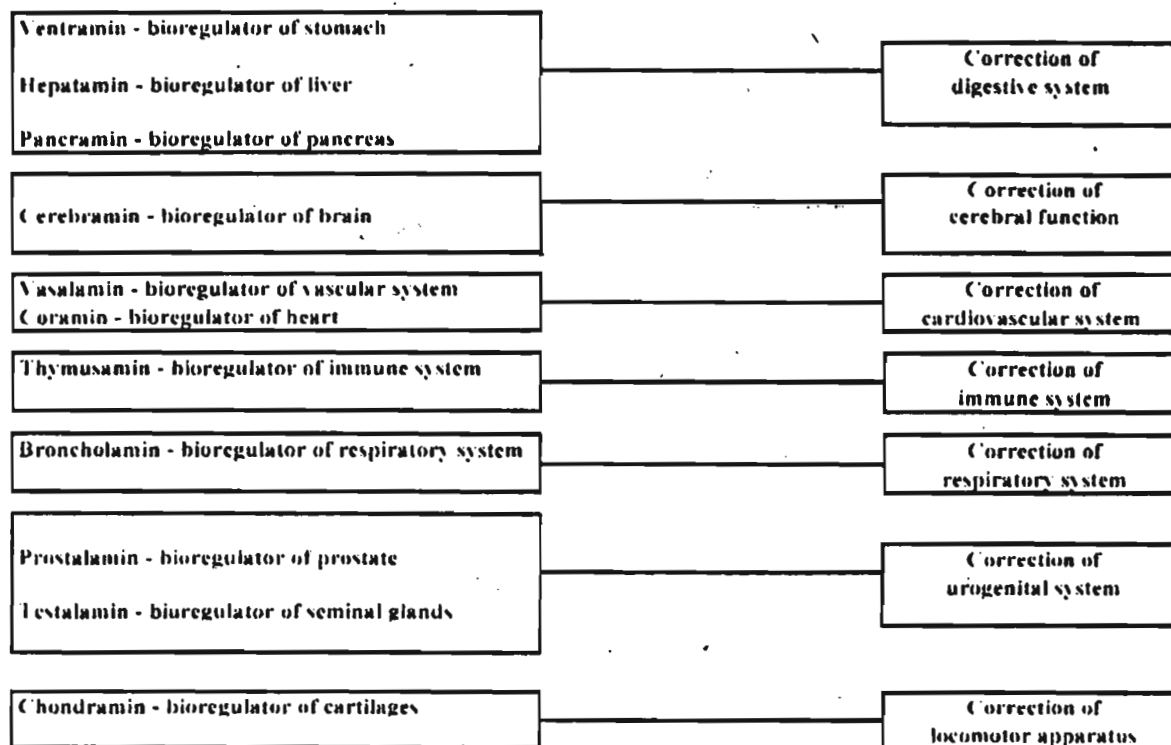 Ventramin - bioregulator of stomach
Hepatamin - bioregulator of liver
Pancramin - bioregulator of pancreas
Correction of
digestive system
Cerebramin - bioregulator of brain
Correction of
cerebral function
Vasalamin - bioregulator of vascular system
Coramin - bioregulator of heart
Correction of
cardiovascular system
Thymusamin - bioregulator of immune system
Correction of
immune system
Broncholamin - bioregulator of respiratory system
Correction of
respiratory system
Prostalamin - bioregulator of prostate
Testalamin - biuregulator of seminal glands
Correction of
urogenital system
Chondramin - bioregulator of cartilages
Correction of
locomotor apparatus